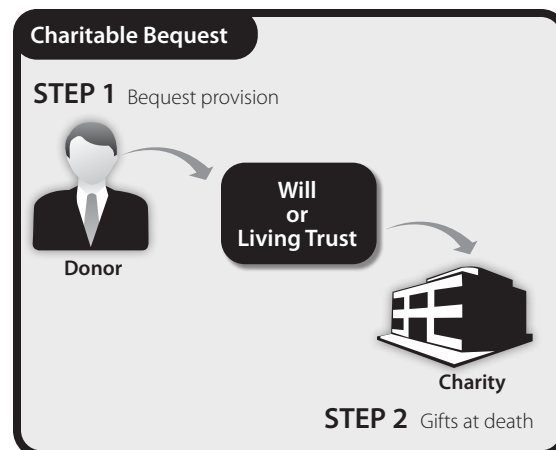 Charitable Bequest
STEP 1 Bequest provision
Will
or
Living Trust
Donor
Charity
STEP 2 Gifts at death